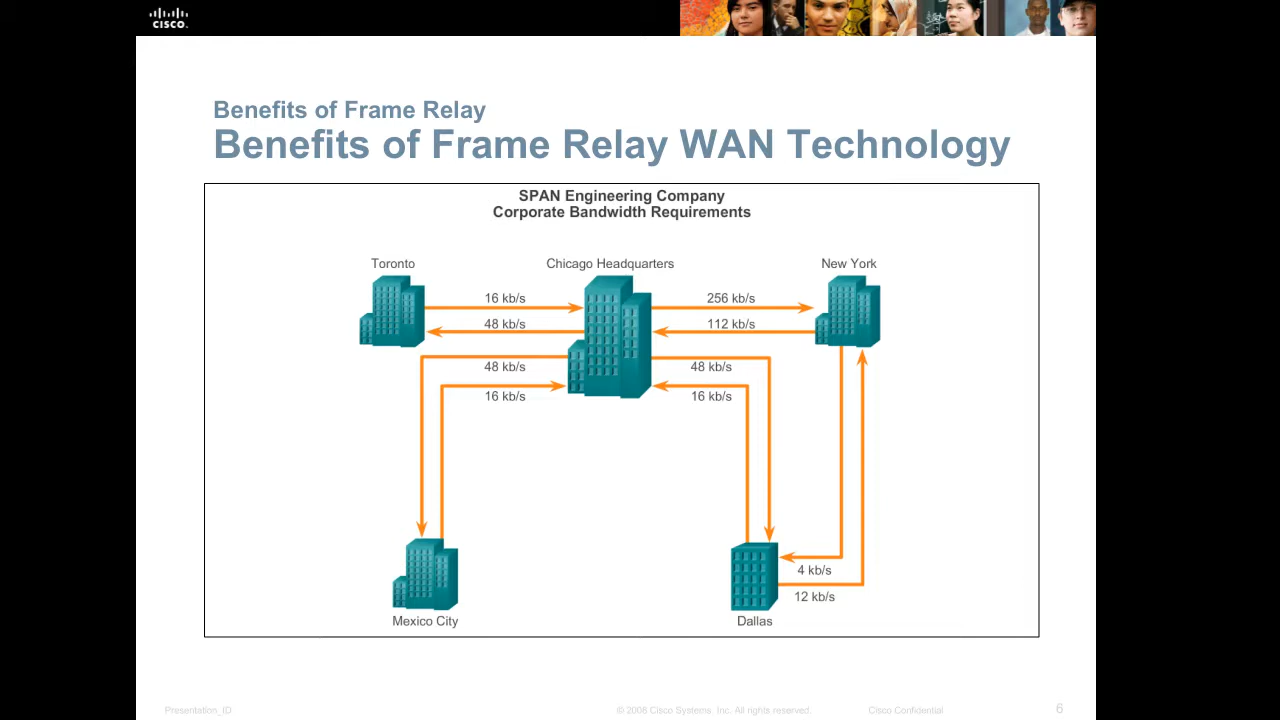 CISCO.
Benefits of Frame Relay
Benefits of Frame Relay WAN Technology
SPAN Engineering Company
Corporate Bandwidth Requirements
Toronto
Chicago Headquarters
New York
16 kb/s
256 kb/s
48 kb/s
112 kb/s
48 kb/s
48 kb/s
16 kb/s
16 kb/s
4 kb/s
12 kb/s
Mexico City
Dallas
Presentation_ID
© 2008 Cisco Systems, Inc. All rights reserved.
Cisco Confidential
6